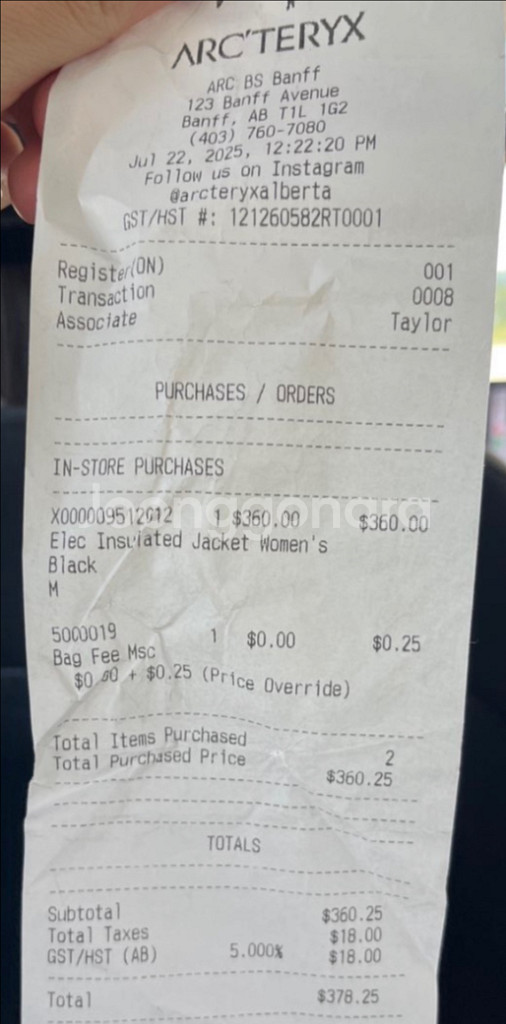 ARC'TERYX
ARC BS Banff
123 Banff Avenue
Banff, AB T1L 1G2
(403) 760-7080
Jul 22, 2025, 12:22:20 PM
Follow us on Instagram
@arcteryxalberta
GST/HST #: 121260582RT0001
Register(ON) 001
Transaction 0008
Associate Taylor
PURCHASES / ORDERS
IN-STORE PURCHASES
X000009512012 1 $360.00 $360.00
Elec Insulated Jacket Women's
Black
M
5000019 1 $0.00 $0.25
Bag Fee Msc
$0.00 + $0.25 (Price Override)
Total Items Purchased 2
Total Purchased Price $360.25
TOTALS
Subtotal $360.25
Total Taxes $18.00
GST/HST (AB) 5.000% $18.00
Total $378.25